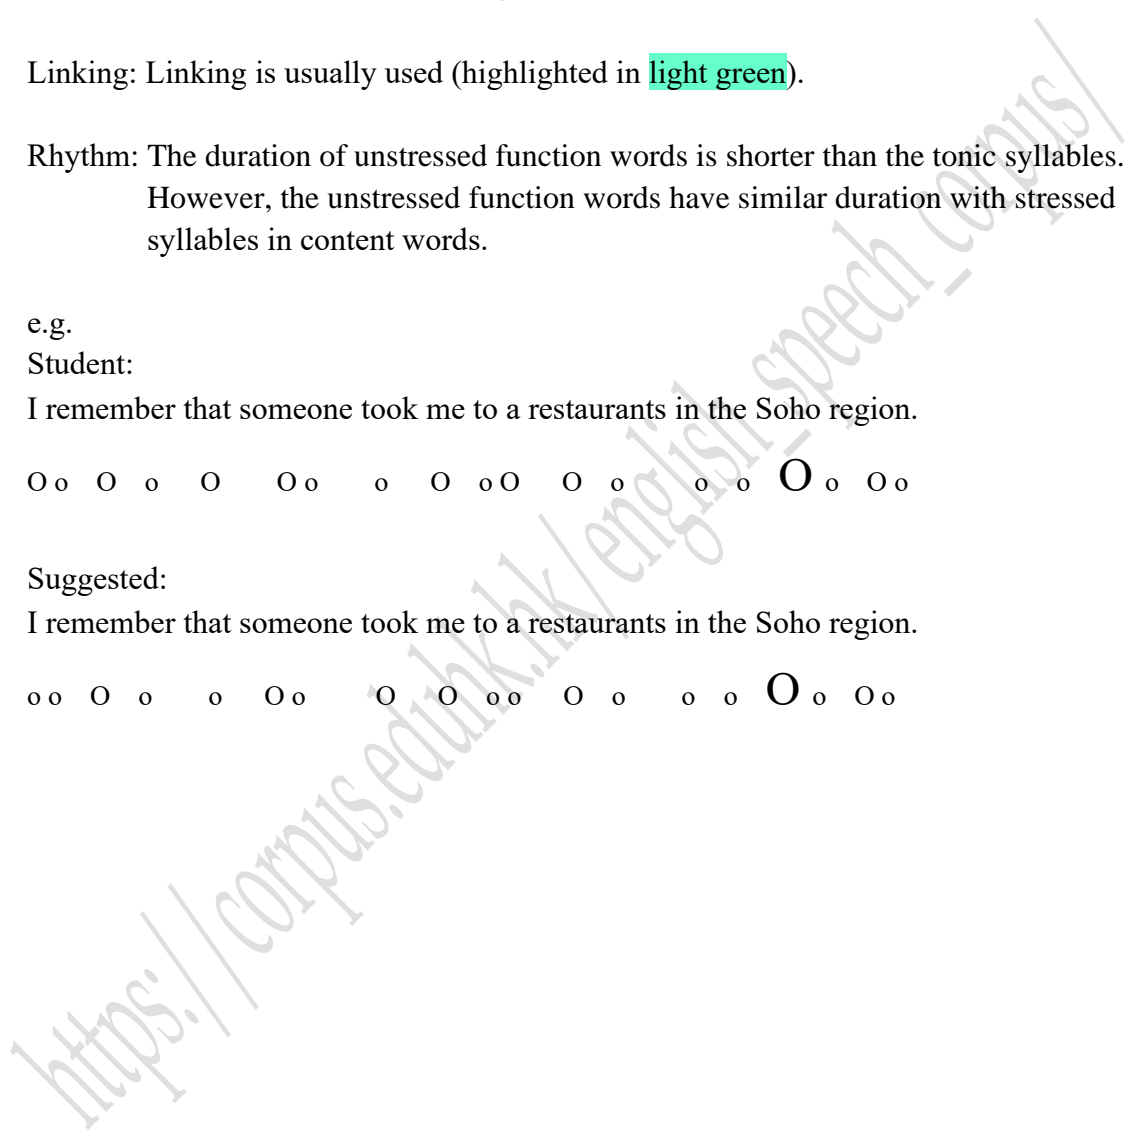 Linking: Linking is usually used (highlighted in light green).
Rhythm: The duration of unstressed function words is shorter than the tonic syllables.
However, the unstressed function words have similar duration with stressed
syllables in content words.
e.g.
Student:
I remember that someone took me to a restaurants in the Soho region.
O o O o O O o o O o O O o o o O o O o
Suggested:
I remember that someone took me to a restaurants in the Soho region.
o o O o o O o O O o o O o o o O o O o
https://corpus.eduhk.hk/english_speech_corpus/